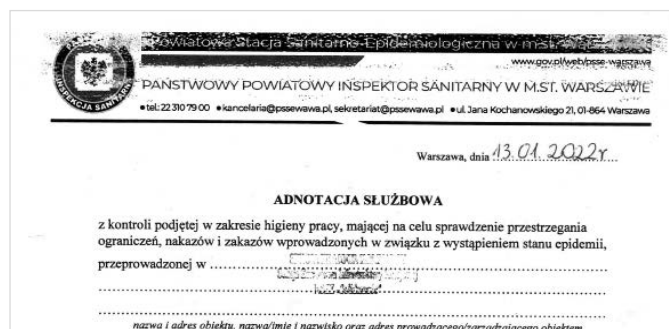 Powiatowa Stacja Sanitarno-Epidemiologiczna w m.st. Warszawie
www.gov.pl/web/psse-warszawa
PAŃSTWOWY POWIATOWY INSPEKTOR SANITARNY W M.ST. WARSZAWIE
• tel: 22 310 79 00 • kancelaria@pssewawa.pl, sekretariat@pssewawa.pl • ul. Jana Kochanowskiego 21, 01-864 Warszawa
INSPEKCJA SANITARNA
Warszawa, dnia 13.01.2022r
ADNOTACJA SŁUŻBOWA
z kontroli podjętej w zakresie higieny pracy, mającej na celu sprawdzenie przestrzegania
ograniczeń, nakazów i zakazów wprowadzonych w związku z wystąpieniem stanu epidemii,
przeprowadzonej w
nazwa i adres obiektu, nazwa/imię i nazwisko oraz adres prowadzącego/zarządzającego obiektem